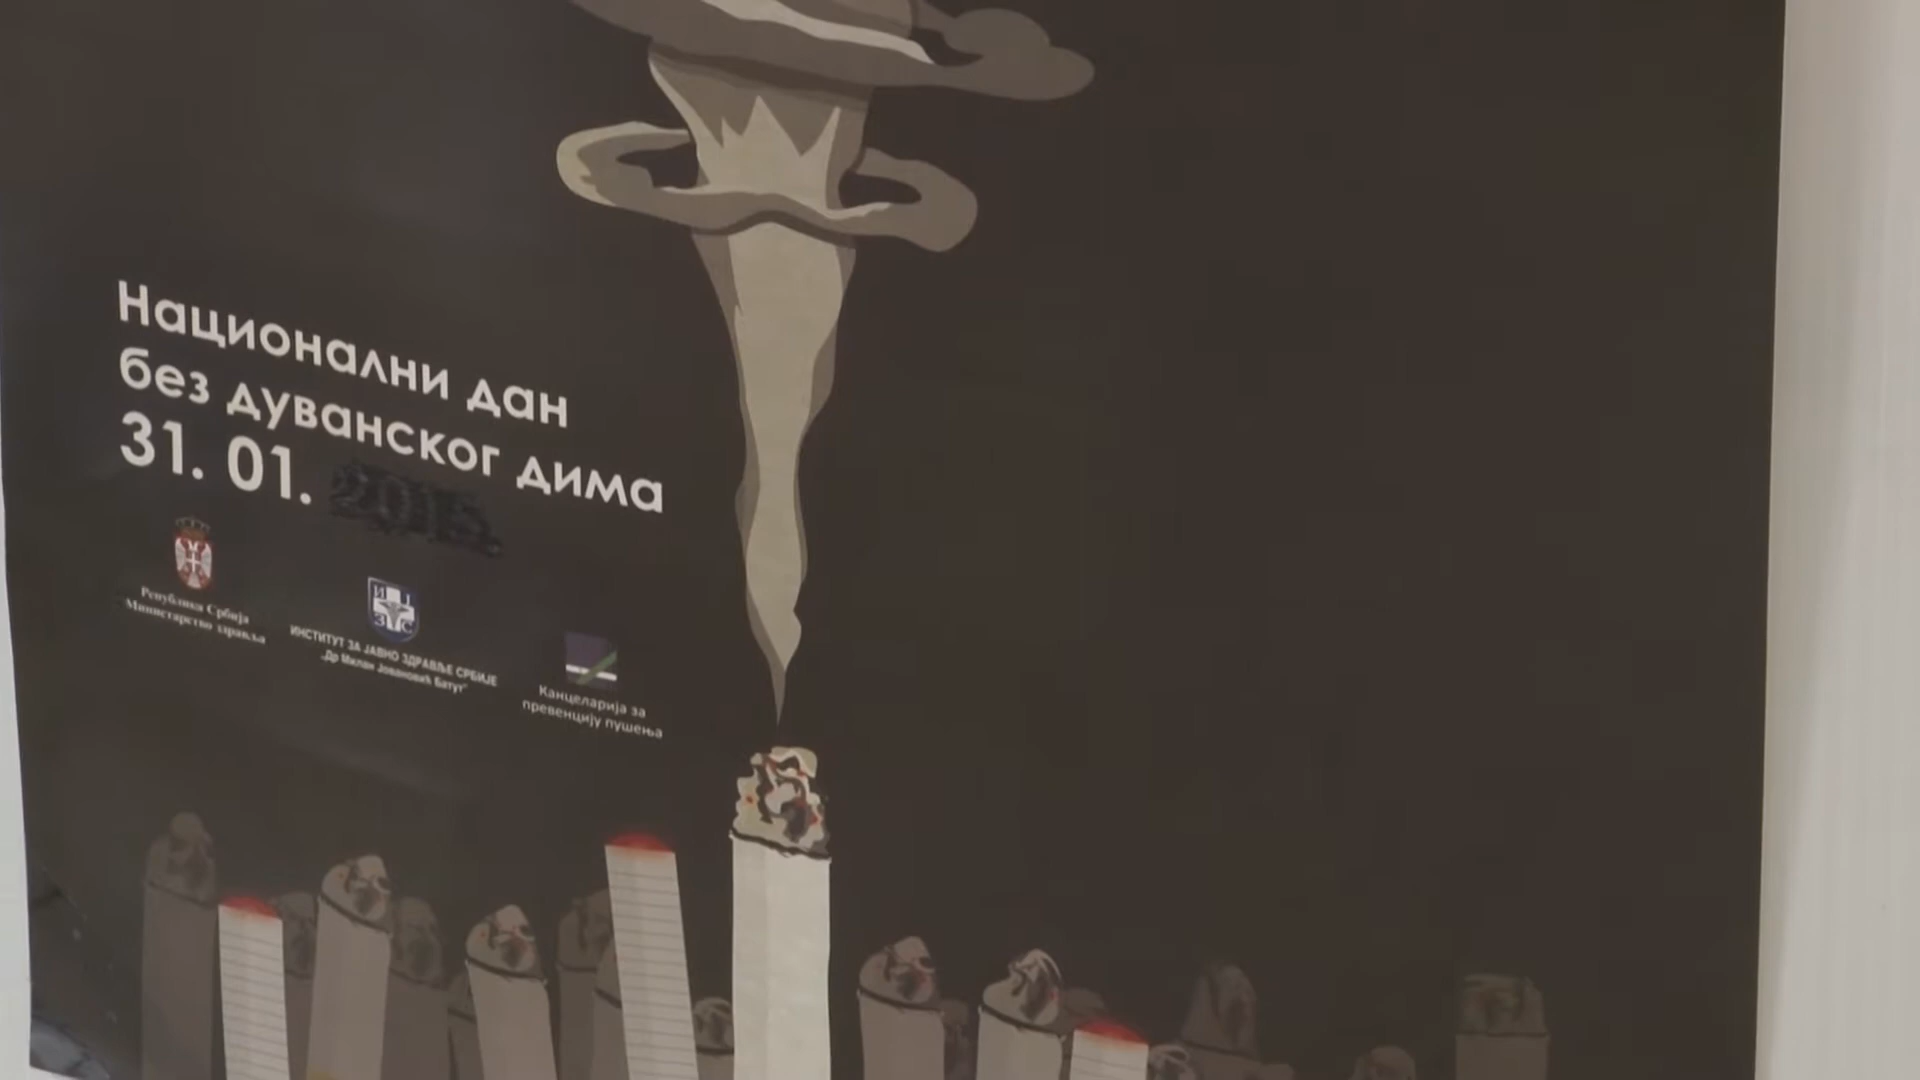 Национални дан
без дуванског дима
31. 01.
Република Србија
Министарство здравља
И Ј
З С
ИНСТИТУТ ЗА ЈАВНО ЗДРАВЉЕ СРБИЈЕ
„Др Милан Јовановић Батут“
Канцеларија за
превенцију пушења